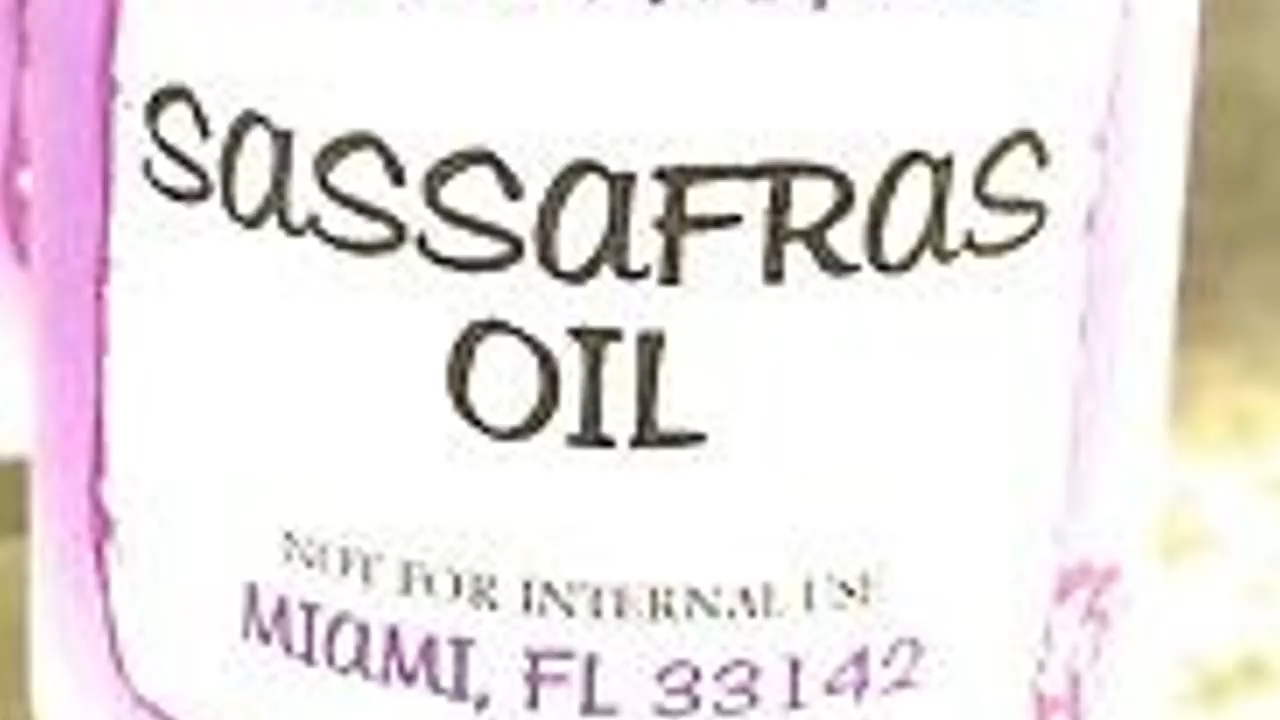 SaSSaFRaS
OIL
NOT FOR INTERNAL USE
MIaMI, FL 33142